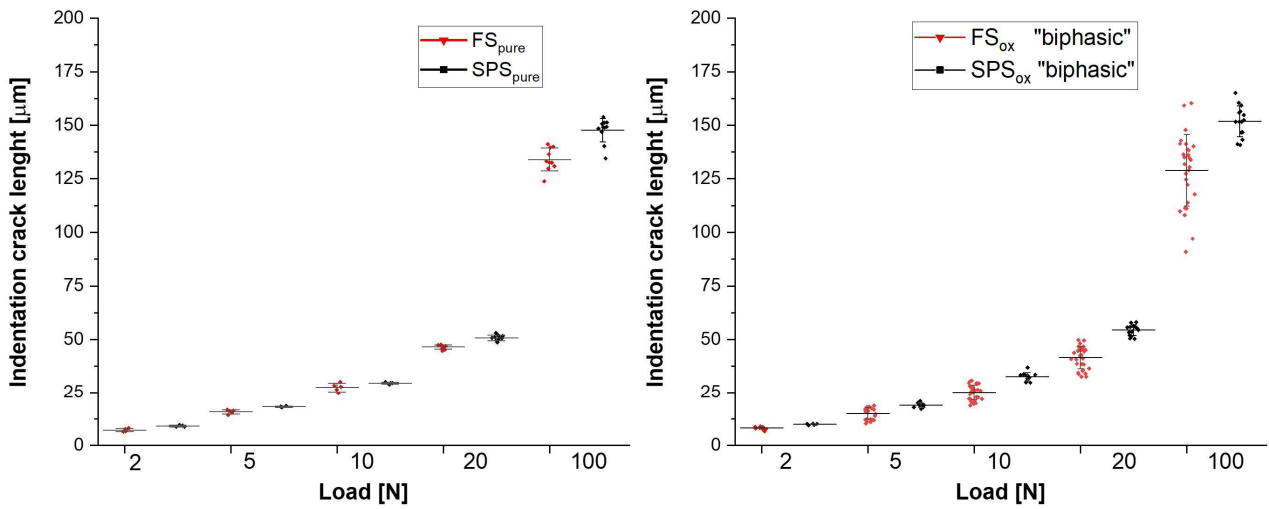 200
175
150
125
100
75
50
25
0
Indentation crack lenght [μm]
FSpure
SPSpure
2 5 10 20 100
Load [N]
200
175
150
125
100
75
50
25
0
Indentation crack lenght [μm]
FSox "biphasic"
SPSox "biphasic"
2 5 10 20 100
Load [N]